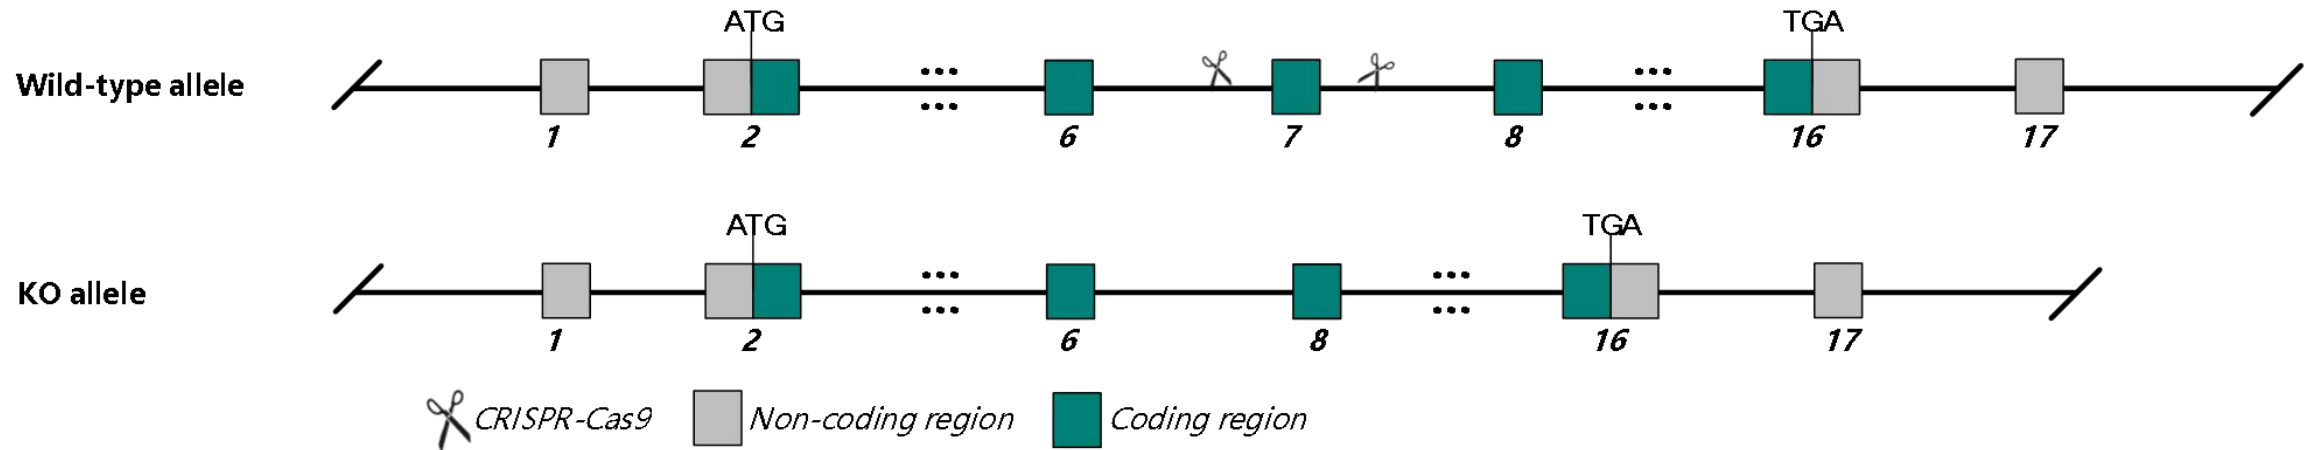 ATG TGA
Wild-type allele
1 2 6 7 8 16 17
ATG TGA
KO allele
1 2 6 8 16 17
CRISPR-Cas9 Non-coding region Coding region